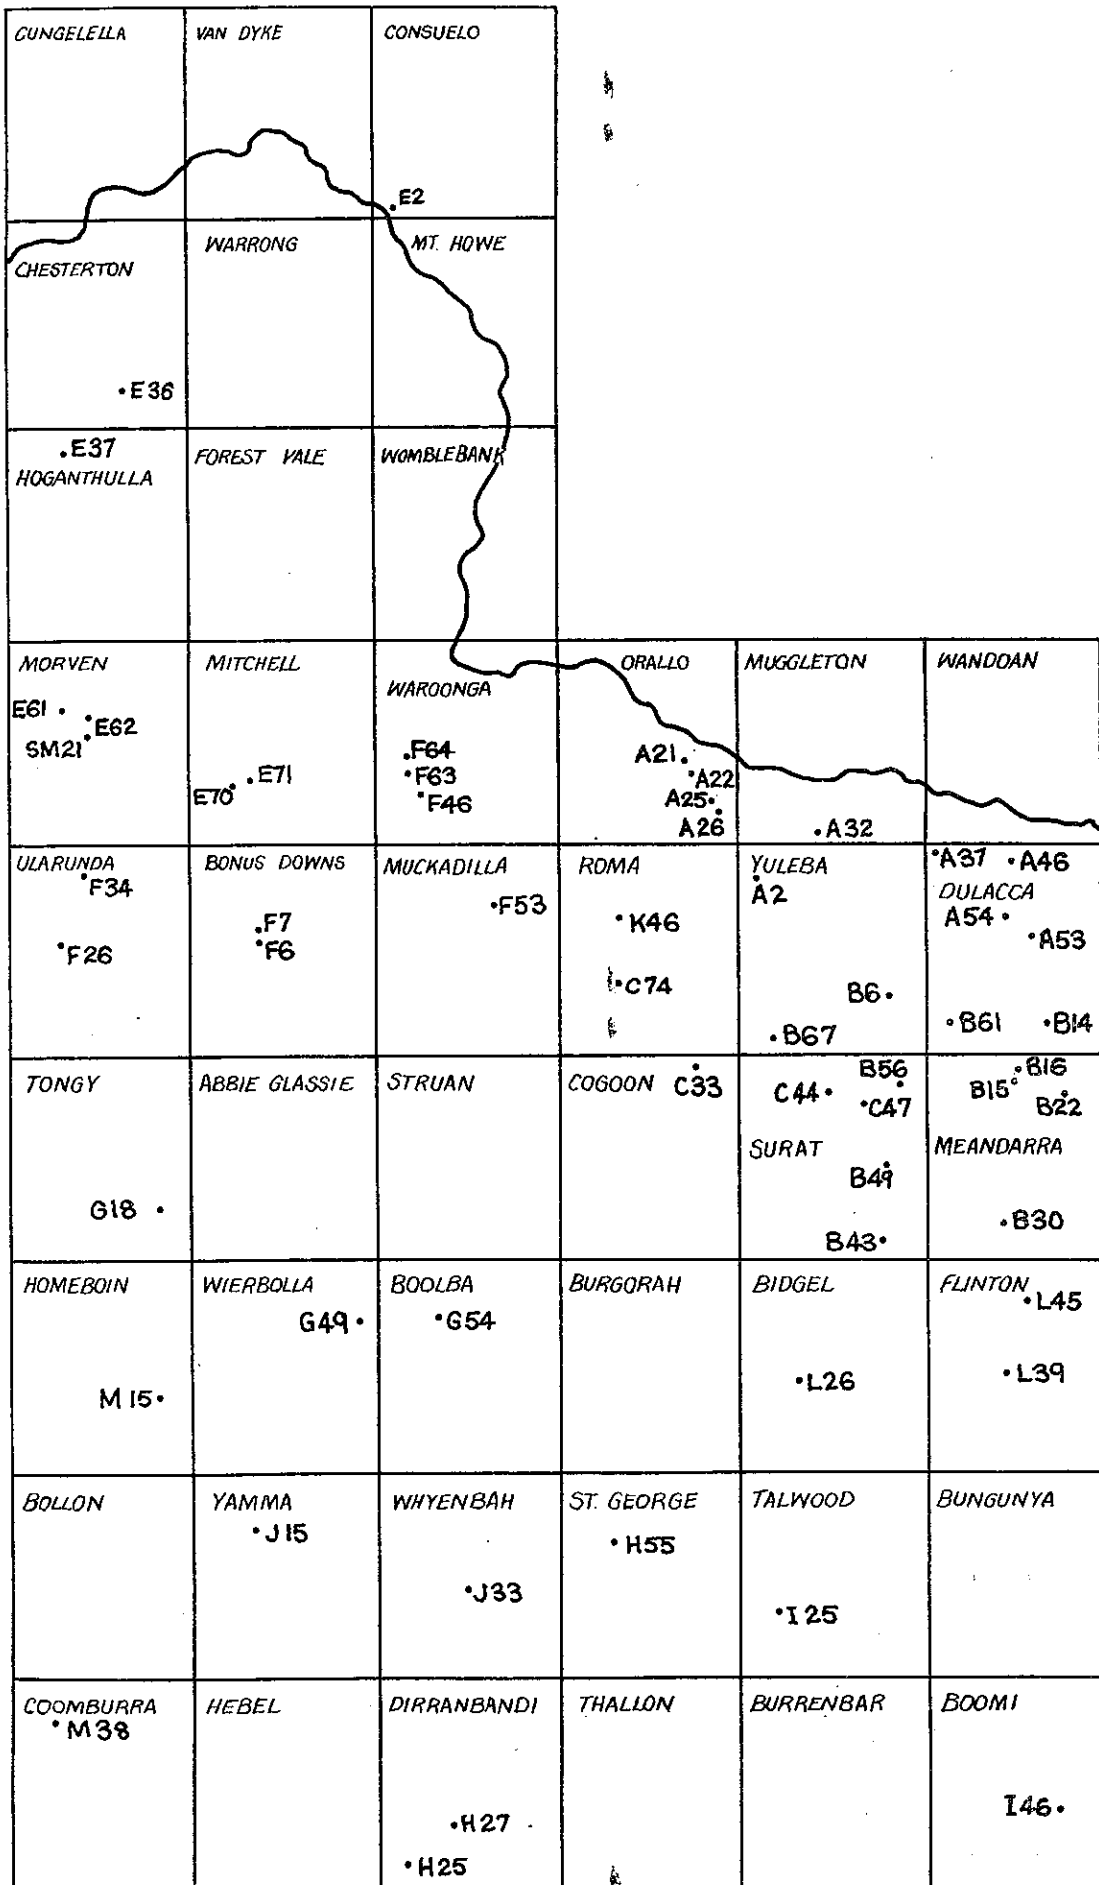 CUNGELELLA
VAN DYKE
CONSUELO
E2
CHESTERTON
WARRONG
MT. HOWE
E36
E37
HOGANTHULLA
FOREST VALE
WOMBLEBANK
MORVEN
E61
E62
SM21
MITCHELL
E71
E70
WAROONGA
F64
F63
F46
ORALLO
A21
A22
A25
A26
MUGGLETON
A32
WANDOAN
ULARUNDA
F34
F26
BONUS DOWNS
F7
F6
MUCKADILLA
F53
ROMA
K46
C74
YULEBA
A2
B6
B67
A37
A46
DULACCA
A54
A53
B61
B14
TONGY
G18
ABBIE GLASSIE
STRUAN
COGOON
C33
B56
C44
C47
SURAT
B49
B43
B16
B15
B22
MEANDARRA
B30
HOMEBOIN
M15
WIERBOLLA
G49
BOOLBA
G54
BURGORAH
BIDGEL
L26
FLINTON
L45
L39
BOLLON
YAMMA
J15
WHYENBAH
J33
ST. GEORGE
H55
TALWOOD
I25
BUNGUNYA
COOMBURRA
M38
HEBEL
DIRRANBANDI
H27
H25
THALLON
BURRENBAR
BOOMI
I46